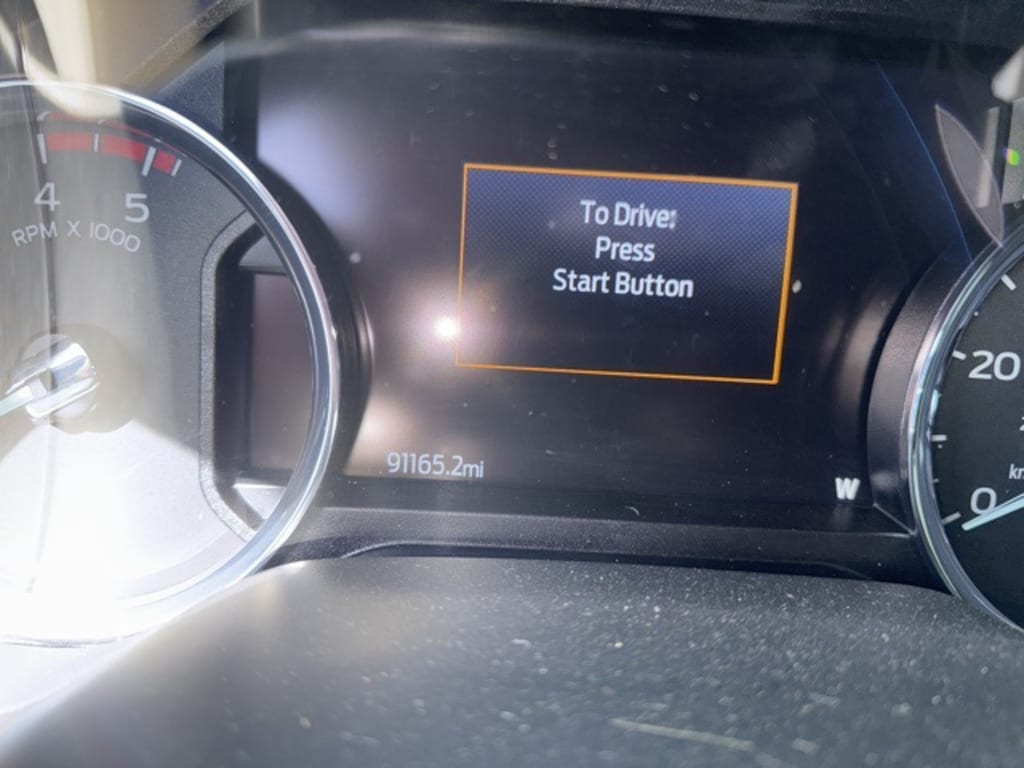 4 5
RPM X 1000
To Drive:
Press
Start Button
91165.2mi
W
20
0